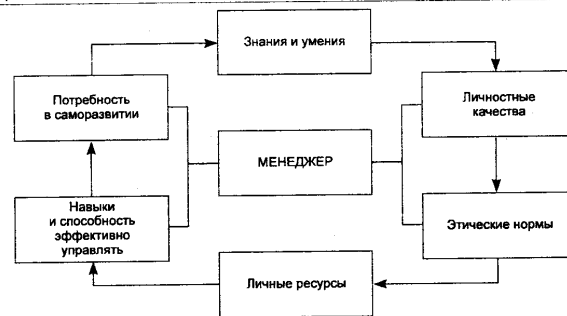 Знания и умения
Потребность
в саморазвитии
Личностные
качества
МЕНЕДЖЕР
Навыки
и способность
эффективно
управлять
Этические нормы
Личные ресурсы